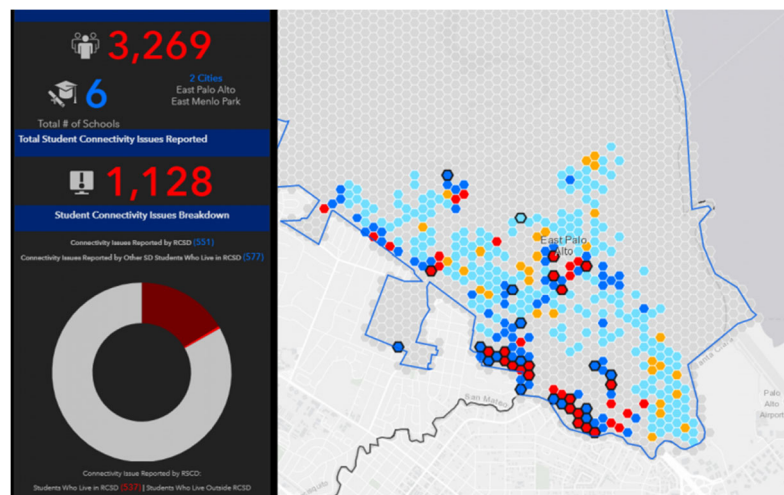 3,269
6
2 Cities
East Palo Alto
East Menlo Park
Total # of Schools
Total Student Connectivity Issues Reported
1,128
Student Connectivity Issues Breakdown
Connectivity Issues Reported by RCSD (551)
Connectivity Issues Reported by Other SD Students Who Live in RCSD (577)
Connectivity Issue Reported by RSCD:
Students Who Live in RCSD (537) | Students Who Live Outside RCSD
East Palo
Alto
San Mateo
Santa Clara
Palo
Alto
Airport